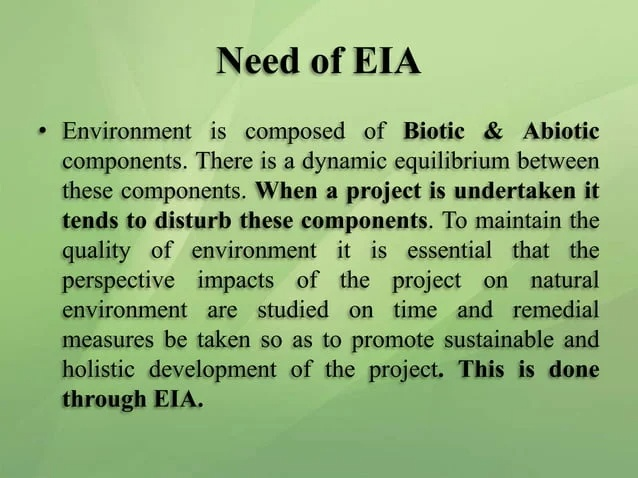 Need of EIA
• Environment is composed of Biotic & Abiotic
components. There is a dynamic equilibrium between
these components. When a project is undertaken it
tends to disturb these components. To maintain the
quality of environment it is essential that the
perspective impacts of the project on natural
environment are studied on time and remedial
measures be taken so as to promote sustainable and
holistic development of the project. This is done
through EIA.